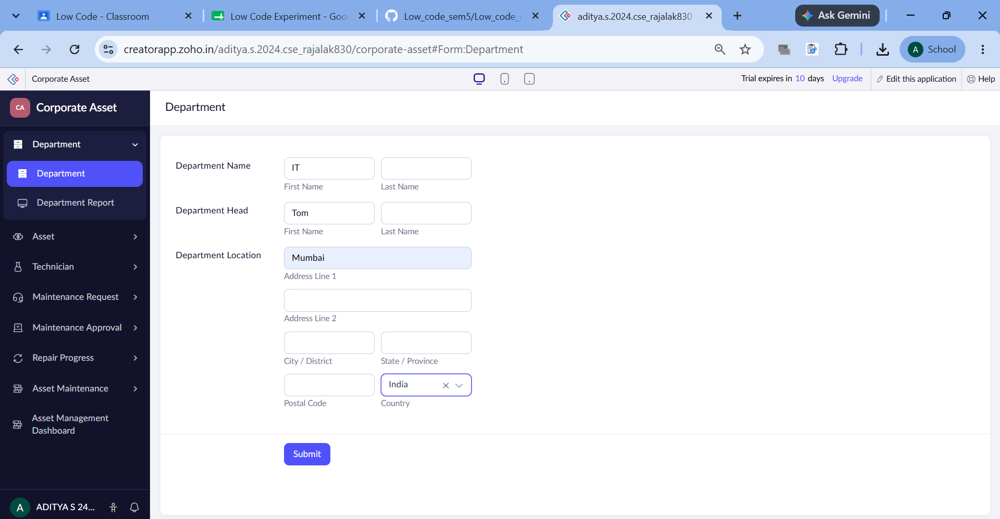 Low Code - Classroom
Low Code Experiment - Goo
Low_code_sem5/Low_code_e
aditya.s.2024.cse_rajalak830
Ask Gemini
creatorapp.zoho.in/aditya.s.2024.cse_rajalak830/corporate-asset#Form:Department
A School
Corporate Asset
Trial expires in 10 days Upgrade
Edit this application
Help
CA Corporate Asset
Department
Department
Department Report
Asset
Technician
Maintenance Request
Maintenance Approval
Repair Progress
Asset Maintenance
Asset Management
Dashboard
A ADITYA S 24...
Department
Department Name
IT
First Name
Last Name
Department Head
Tom
First Name
Last Name
Department Location
Mumbai
Address Line 1
Address Line 2
City / District
State / Province
India
Postal Code
Country
Submit